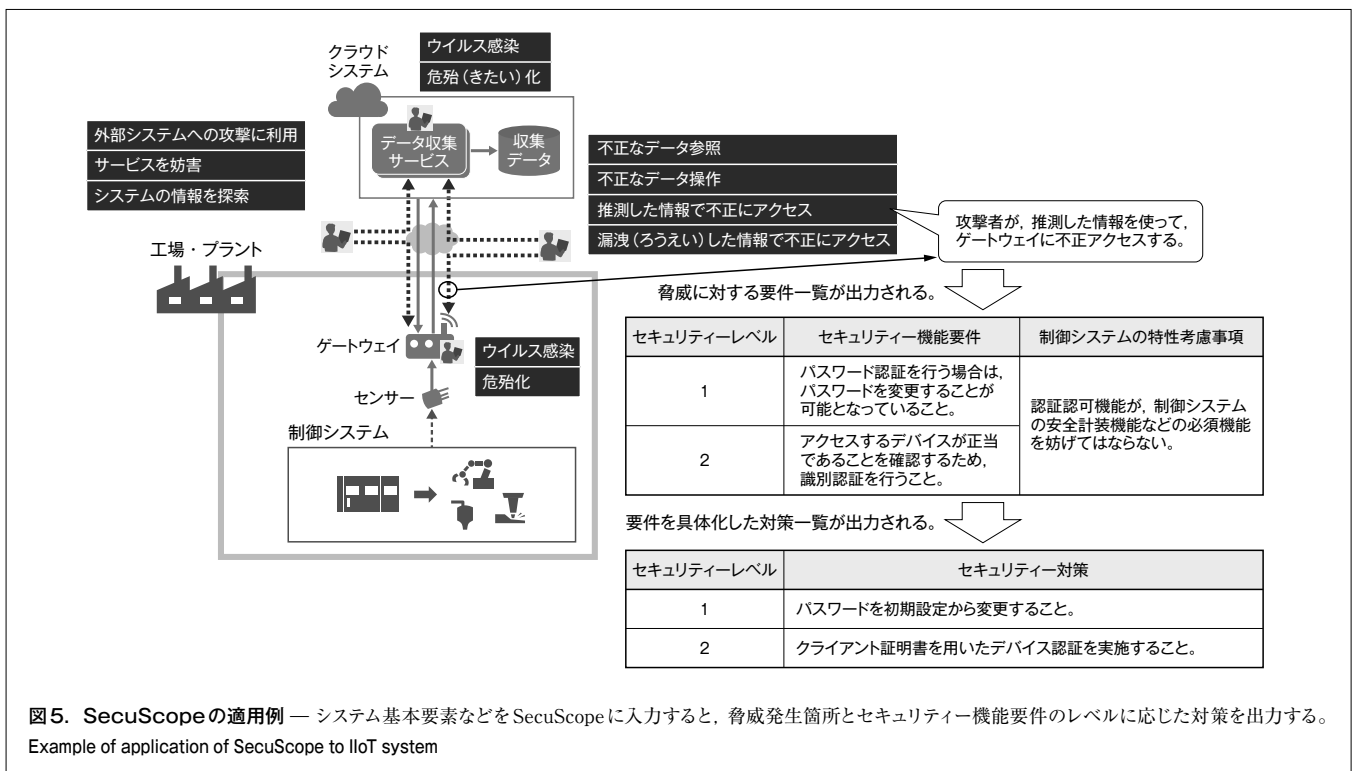 クラウド
システム
ウイルス感染
危殆（きたい）化
外部システムへの攻撃に利用
サービスを妨害
システムの情報を探索
データ収集
サービス
収集
データ
不正なデータ参照
不正なデータ操作
推測した情報で不正にアクセス
漏洩（ろうえい）した情報で不正にアクセス
攻撃者が，推測した情報を使って，
ゲートウェイに不正アクセスする。
工場・プラント
脅威に対する要件一覧が出力される。
ゲートウェイ
ウイルス感染
危殆化
センサー
制御システム
セキュリティーレベル
セキュリティー機能要件
制御システムの特性考慮事項
1
パスワード認証を行う場合は，
パスワードを変更することが
可能となっていること。
2
アクセスするデバイスが正当
であることを確認するため，
識別認証を行うこと。
認証認可機能が，制御システム
の安全計装機能などの必須機能
を妨げてはならない。
要件を具体化した対策一覧が出力される。
セキュリティーレベル
セキュリティー対策
1
パスワードを初期設定から変更すること。
2
クライアント証明書を用いたデバイス認証を実施すること。
図5．SecuScopeの適用例 — システム基本要素などをSecuScopeに入力すると，脅威発生箇所とセキュリティー機能要件のレベルに応じた対策を出力する。
Example of application of SecuScope to IIoT system